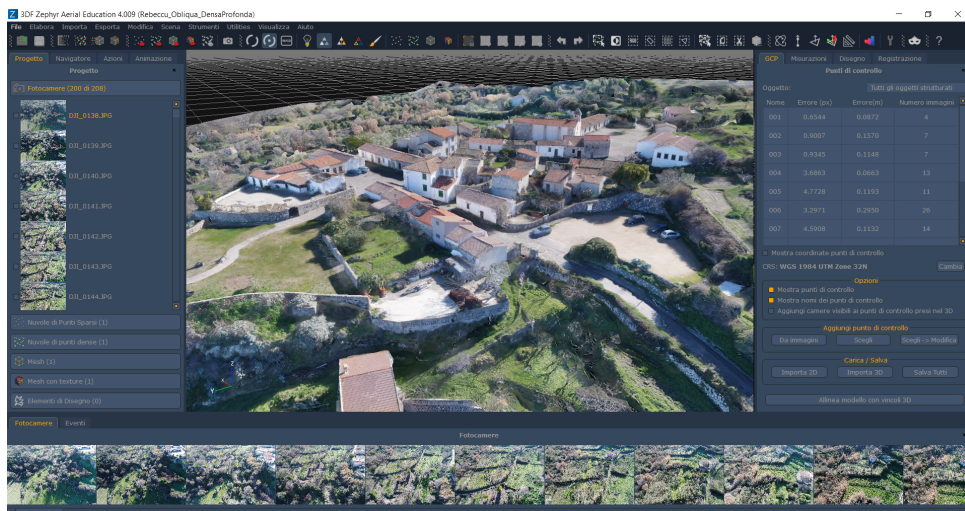 3DF Zephyr Aerial Education 4.009 (Rebeccu_Obliqua_DensaProfonda)
File Elabora Importa Esporta Modifica Scena Strumenti Utilities Visualizza Aiuto
Progetto Navigatore Azioni Animazione
Progetto
Fotocamere (200 di 208)
DJI_0138.JPG
DJI_0139.JPG
DJI_0140.JPG
DJI_0141.JPG
DJI_0142.JPG
DJI_0143.JPG
DJI_0144.JPG
Nuvole di Punti Sparsi (1)
Nuvole di punti dense (1)
Mesh (1)
Mesh con texture (1)
Elementi di Disegno (0)
Z
X
Y
GCP Misurazioni Disegno Registrazione
Punti di controllo
Oggetto: Tutti gli oggetti strutturati
Nome Errore (px) Errore(m) Numero immagini
001 0.6544 0.0872 4
002 0.9007 0.1570 7
003 0.9345 0.1148 7
004 3.6863 0.0663 13
005 4.7728 0.1193 11
006 3.2971 0.2950 26
007 4.5908 0.1132 14
Mostra coordinate punti di controllo
CRS: WGS 1984 UTM Zone 32N Cambia
Opzioni
Mostra punti di controllo
Mostra nomi dei punti di controllo
Aggiungi camere visibili ai punti di controllo presi nel 3D
Aggiungi punto di controllo
Da immagini Scegli Scegli -> Modifica
Carica / Salva
Importa 2D Importa 3D Salva Tutti
Allinea modello con vincoli 3D
Fotocamere Eventi
Fotocamere